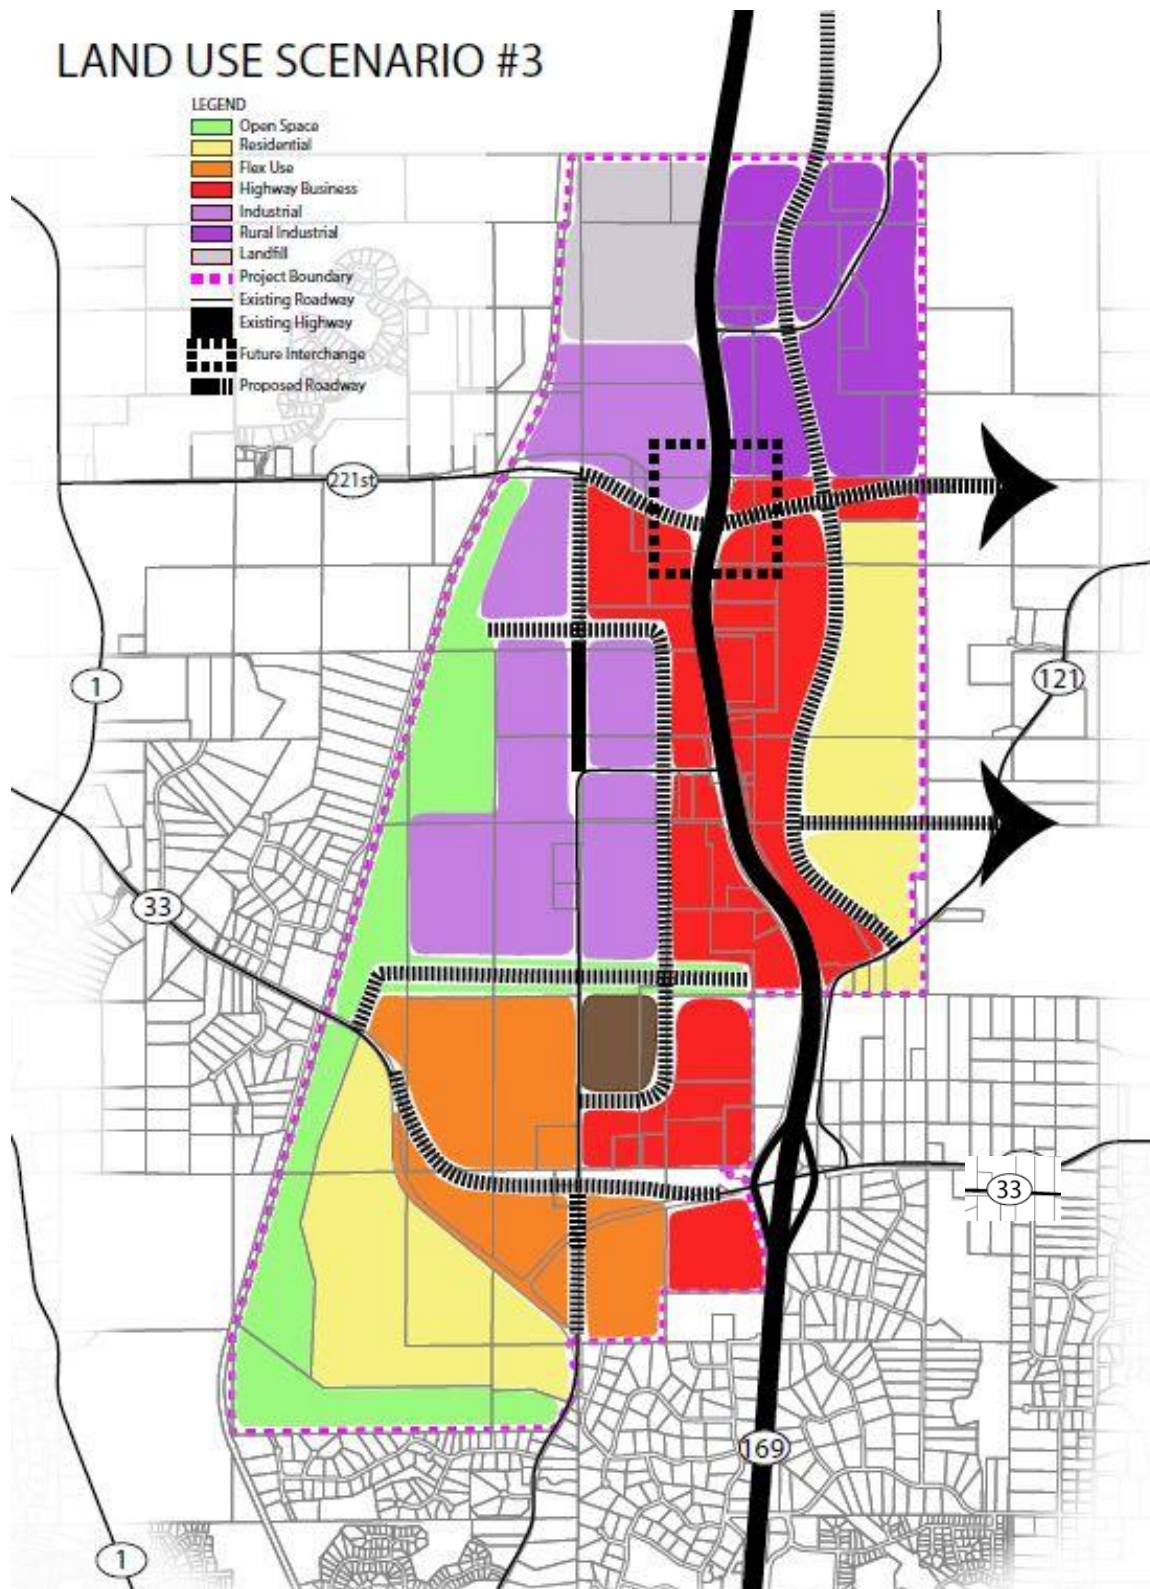 LAND USE SCENARIO #3
LEGEND
Open Space
Residential
Flex Use
Highway Business
Industrial
Rural Industrial
Landfill
Project Boundary
Existing Roadway
Existing Highway
Future Interchange
Proposed Roadway
221st
1
121
33
33
169
1